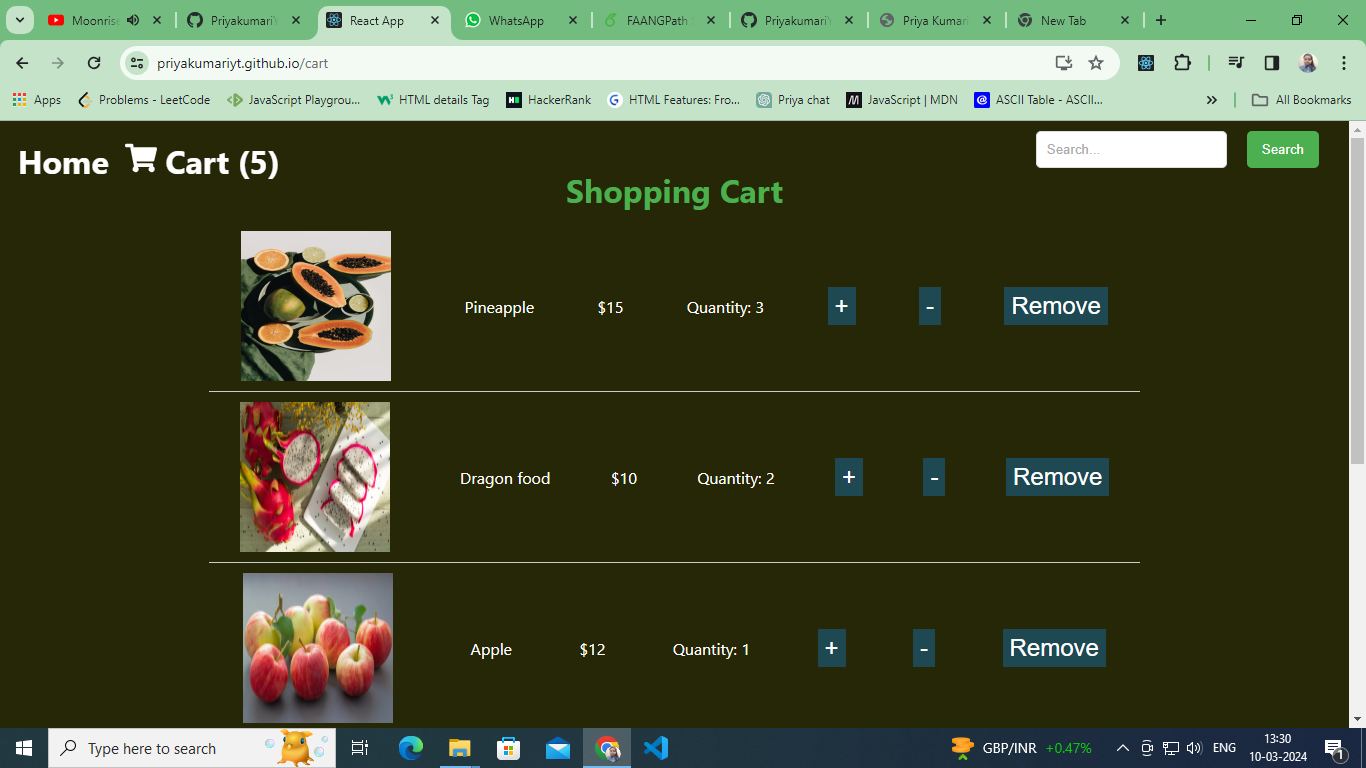 Moonrise
PriyakumariY
React App
WhatsApp
FAANGPath S
PriyakumariY
Priya Kumari
New Tab
priyakumariyt.github.io/cart
Apps
Problems - LeetCode
JavaScript Playgrou...
HTML details Tag
HackerRank
HTML Features: Fro...
Priya chat
JavaScript | MDN
ASCII Table - ASCII...
All Bookmarks
Home Cart (5)
Search...
Search
Shopping Cart
Pineapple $15 Quantity: 3 + - Remove
Dragon food $10 Quantity: 2 + - Remove
Apple $12 Quantity: 1 + - Remove
Type here to search
GBP/INR +0.47%
ENG
13:30
10-03-2024
1